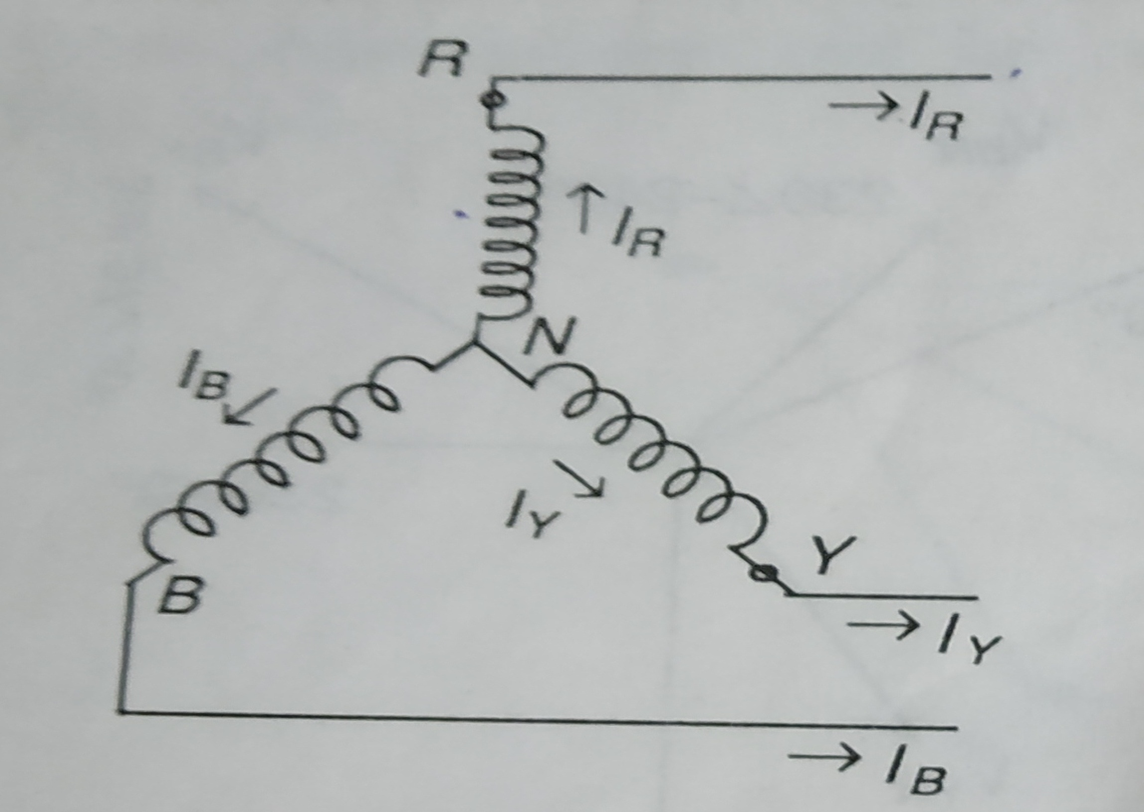 R
→ I_R
↑ I_R
N
I_B ↙
I_Y ↘
Y
B
→ I_Y
→ I_B